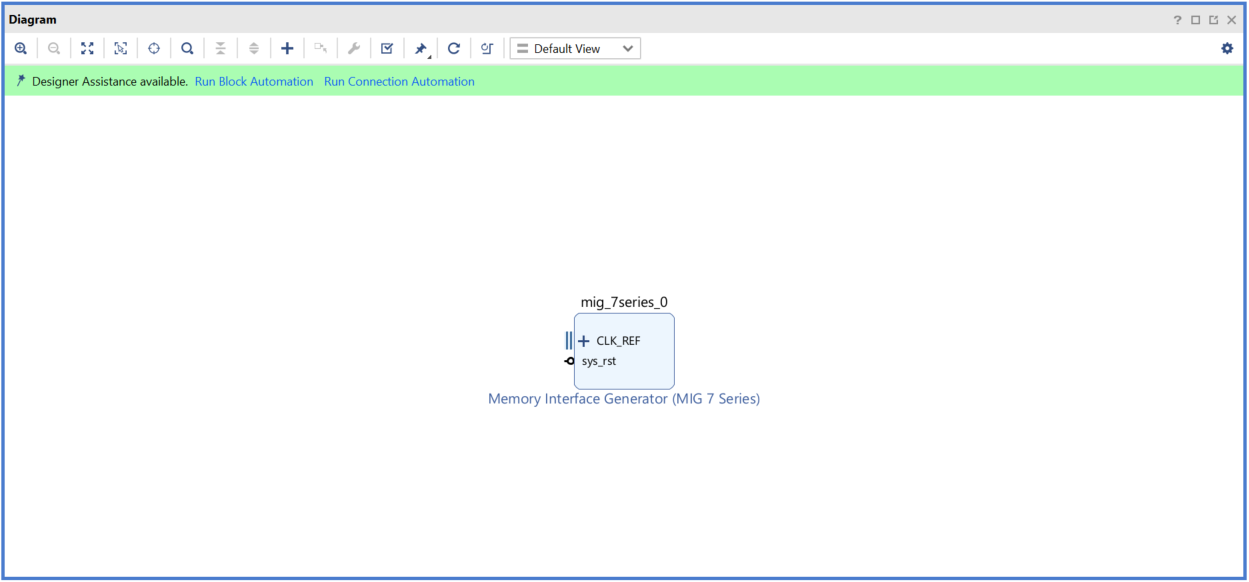 Diagram
Default View
Designer Assistance available. Run Block Automation Run Connection Automation
mig_7series_0
CLK_REF
sys_rst
Memory Interface Generator (MIG 7 Series)